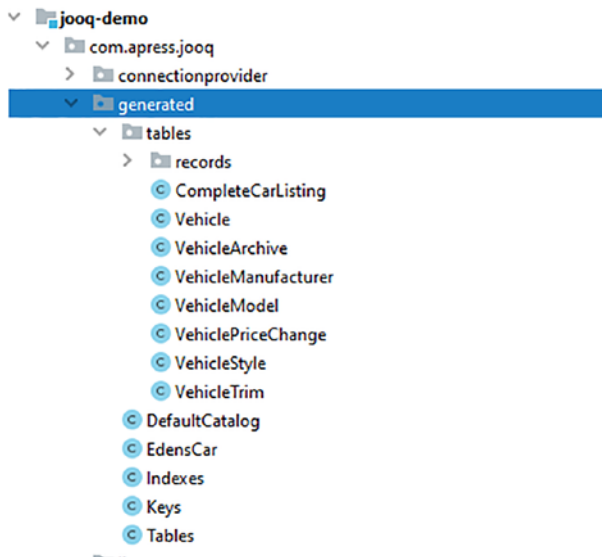 jooq-demo
com.apress.jooq
connectionprovider
generated
tables
records
CompleteCarListing
Vehicle
VehicleArchive
VehicleManufacturer
VehicleModel
VehiclePriceChange
VehicleStyle
VehicleTrim
DefaultCatalog
EdensCar
Indexes
Keys
Tables